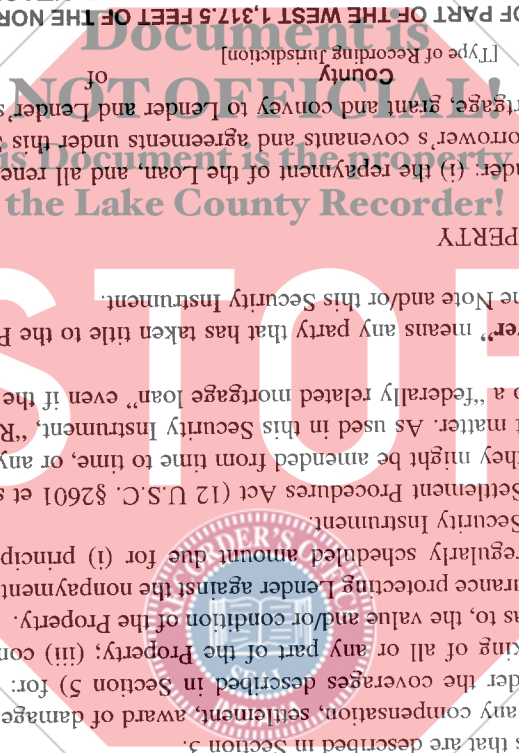 s that are described in Section 3.
any compensation, settlement, award of damage
der the coverages described in Section 5) for:
king of all or any part of the Property; (iii) con
as to, the value and/or condition of the Property.
rance protecting Lender against the nonpayment
regularly scheduled amount due for (i) princip
Security Instrument.
Settlement Procedures Act (12 U.S.C. §2601 et s
hey might be amended from time to time, or any
t matter. As used in this Security Instrument, “R
o a “federally related mortgage loan” even if the
er” means any party that has taken title to the P
he Note and/or this Security Instrument.
PERTY
nder: (i) the repayment of the Loan, and all rene
orrower’s covenants and agreements under this
rtgage, grant and convey to Lender and Lender’s
County of
[Type of Recording Jurisdiction]
OF PART OF THE WEST 1,317.5 FEET OF THE NOR
Document is
NOT OFFICIAL!
is Document is the property
the Lake County Recorder!
STOP
RECORDER'S OFFICE